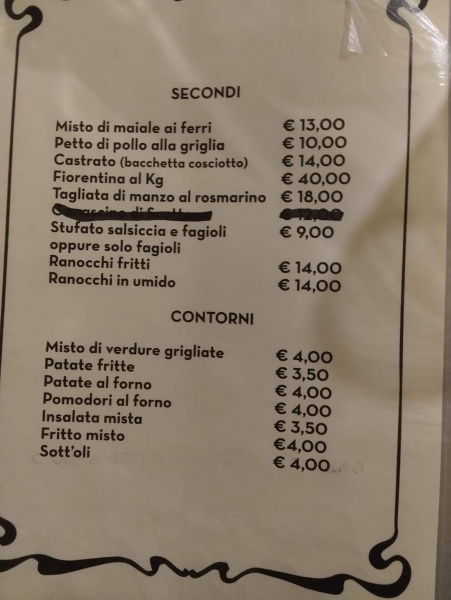 SECONDI
Misto di maiale ai ferri € 13,00
Petto di pollo alla griglia € 10,00
Castrato (bacchetta cosciotto) € 14,00
Fiorentina al Kg € 40,00
Tagliata di manzo al rosmarino € 18,00
di € 12,00
Stufato salsiccia e fagioli € 9,00
oppure solo fagioli
Ranocchi fritti € 14,00
Ranocchi in umido € 14,00
CONTORNI
Misto di verdure grigliate € 4,00
Patate fritte € 3,50
Patate al forno € 4,00
Pomodori al forno € 4,00
Insalata mista € 3,50
Fritto misto €4,00
Sott'oli € 4,00